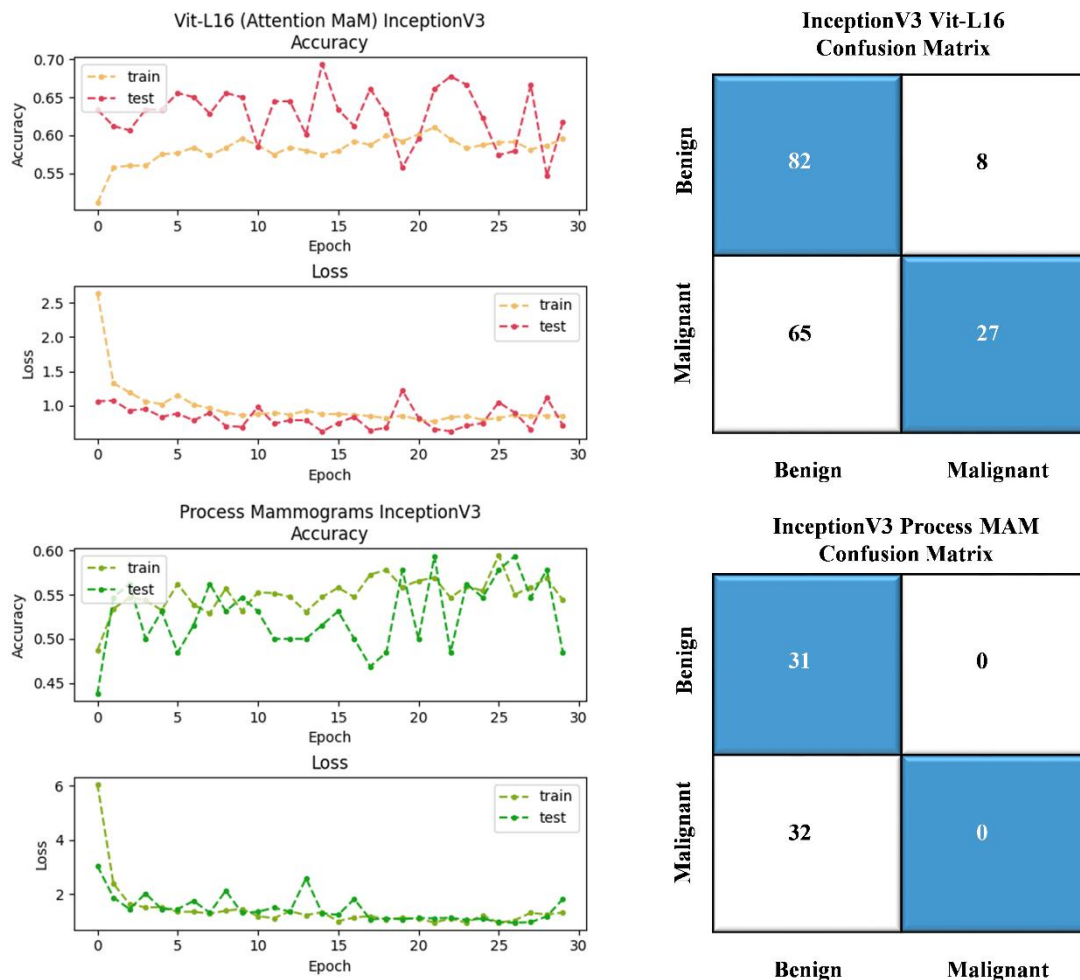 Vit-L16 (Attention MaM) InceptionV3
Accuracy
0.70
0.65
0.60
0.55
Accuracy
train
test
0 5 10 15 20 25 30
Epoch
Loss
2.5
2.0
1.5
1.0
Loss
train
test
0 5 10 15 20 25 30
Epoch
InceptionV3 Vit-L16
Confusion Matrix
Benign
82 8
Malignant
65 27
Benign Malignant
Process Mammograms InceptionV3
Accuracy
0.60
0.55
0.50
0.45
Accuracy
train
test
0 5 10 15 20 25 30
Epoch
Loss
6
4
2
Loss
train
test
0 5 10 15 20 25 30
Epoch
InceptionV3 Process MAM
Confusion Matrix
Benign
31 0
Malignant
32 0
Benign Malignant